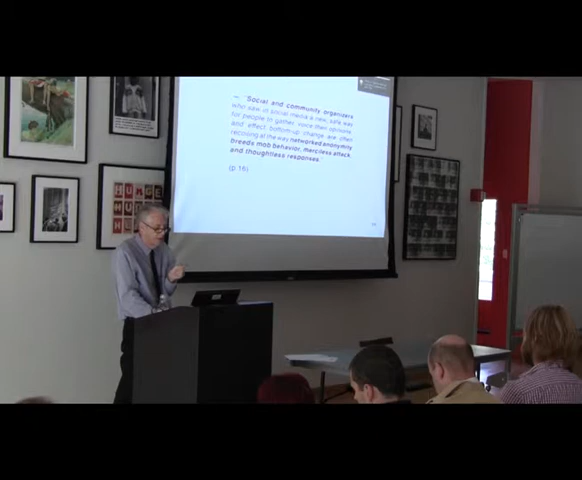 – "Social and community organizers
who saw in social media a new, safe way
for people to gather, voice their opinions,
and effect bottom-up change are often
recoiling at the way networked anonymity
breeds mob behavior, merciless attack,
and thoughtless responses"
(p 16)